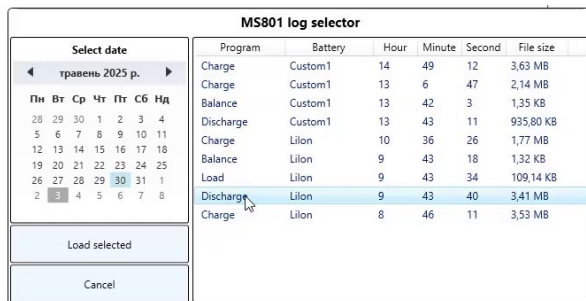 MS801 log selector
Select date
травень 2025 р.
Пн Вт Ср Чт Пт Сб Нд
28 29 30 1 2 3 4
5 6 7 8 9 10 11
12 13 14 15 16 17 18
19 20 21 22 23 24 25
26 27 28 29 30 31 1
2 3 4 5 6 7 8
Load selected
Cancel
Program Battery Hour Minute Second File size
Charge Custom1 14 49 12 3,63 MB
Charge Custom1 13 6 47 2,14 MB
Balance Custom1 13 42 3 1,35 KB
Discharge Custom1 13 43 11 935,80 KB
Charge LiIon 10 36 26 1,77 MB
Balance LiIon 9 43 18 1,32 KB
Load LiIon 9 43 34 109,14 KB
Discharge LiIon 9 43 40 3,41 MB
Charge LiIon 8 46 11 3,53 MB